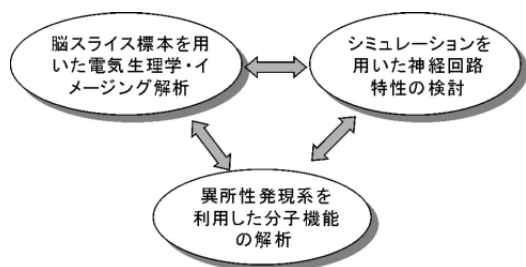 脳スライス標本を用
いた電気生理学・イ
メージング解析
シミュレーションを
用いた神経回路
特性の検討
異所性発現系を
利用した分子機能
の解析